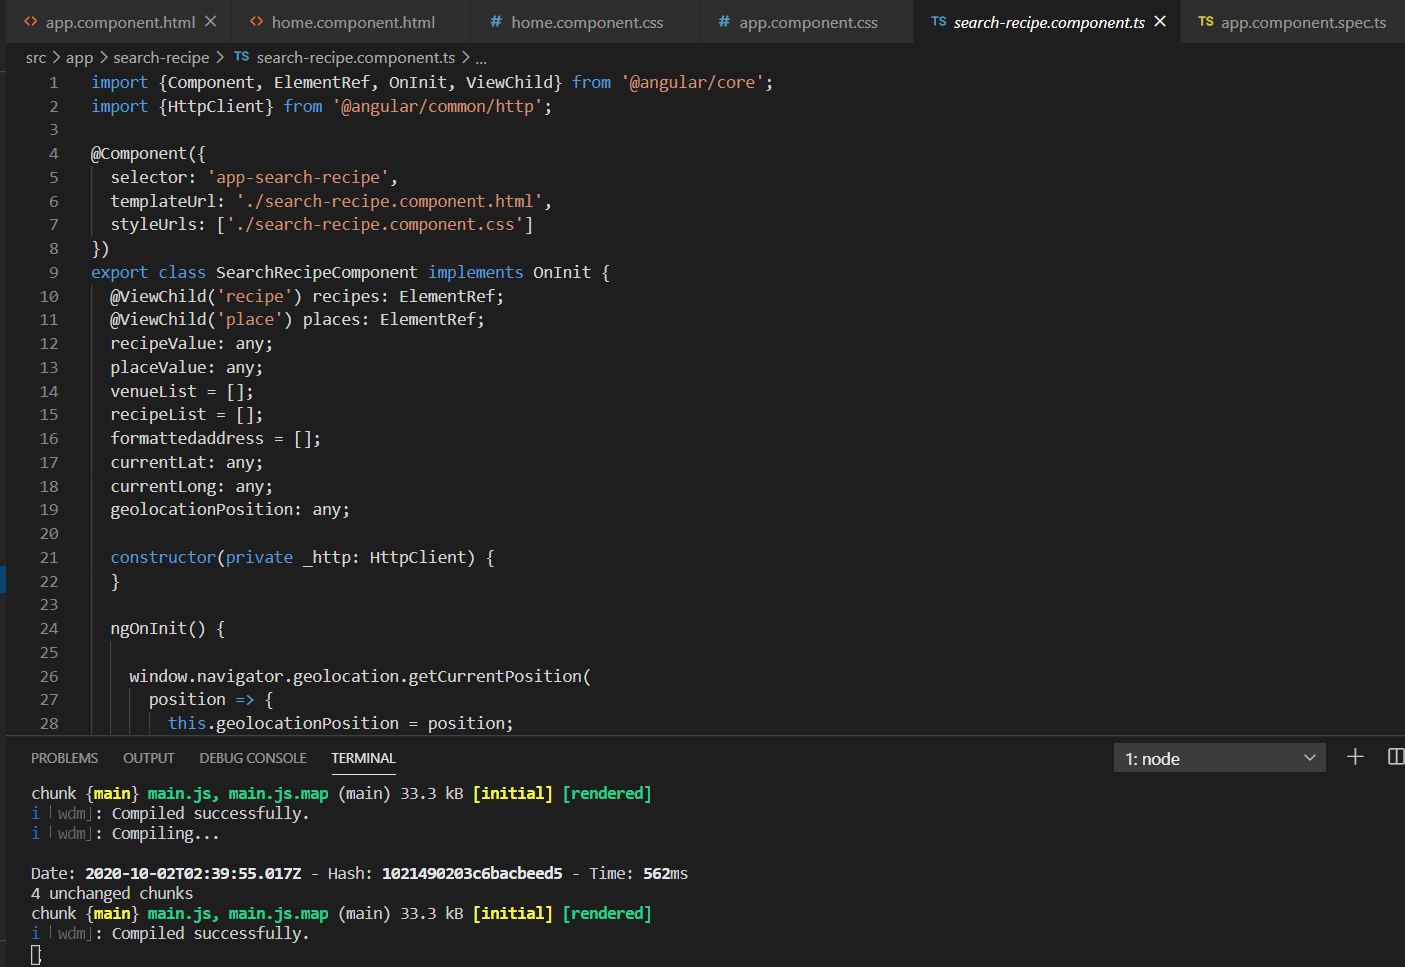 <> app.component.html × <> home.component.html # home.component.css # app.component.css TS search-recipe.component.ts × TS app.component.spec.ts
src > app > search-recipe > TS search-recipe.component.ts > ...
1 import {Component, ElementRef, OnInit, ViewChild} from '@angular/core';
2 import {HttpClient} from '@angular/common/http';
3
4 @Component({
5 selector: 'app-search-recipe',
6 templateUrl: './search-recipe.component.html',
7 styleUrls: ['./search-recipe.component.css']
8 })
9 export class SearchRecipeComponent implements OnInit {
10 @ViewChild('recipe') recipes: ElementRef;
11 @ViewChild('place') places: ElementRef;
12 recipeValue: any;
13 placeValue: any;
14 venueList = [];
15 recipeList = [];
16 formattedaddress = [];
17 currentLat: any;
18 currentLong: any;
19 geolocationPosition: any;
20
21 constructor(private _http: HttpClient) {
22 }
23
24 ngOnInit() {
25
26 window.navigator.geolocation.getCurrentPosition(
27 position => {
28 this.geolocationPosition = position;
PROBLEMS OUTPUT DEBUG CONSOLE TERMINAL 1: node
chunk {main} main.js, main.js.map (main) 33.3 kB [initial] [rendered]
i ｢wdm｣: Compiled successfully.
i ｢wdm｣: Compiling...
Date: 2020-10-02T02:39:55.017Z - Hash: 1021490203c6bacbeed5 - Time: 562ms
4 unchanged chunks
chunk {main} main.js, main.js.map (main) 33.3 kB [initial] [rendered]
i ｢wdm｣: Compiled successfully.